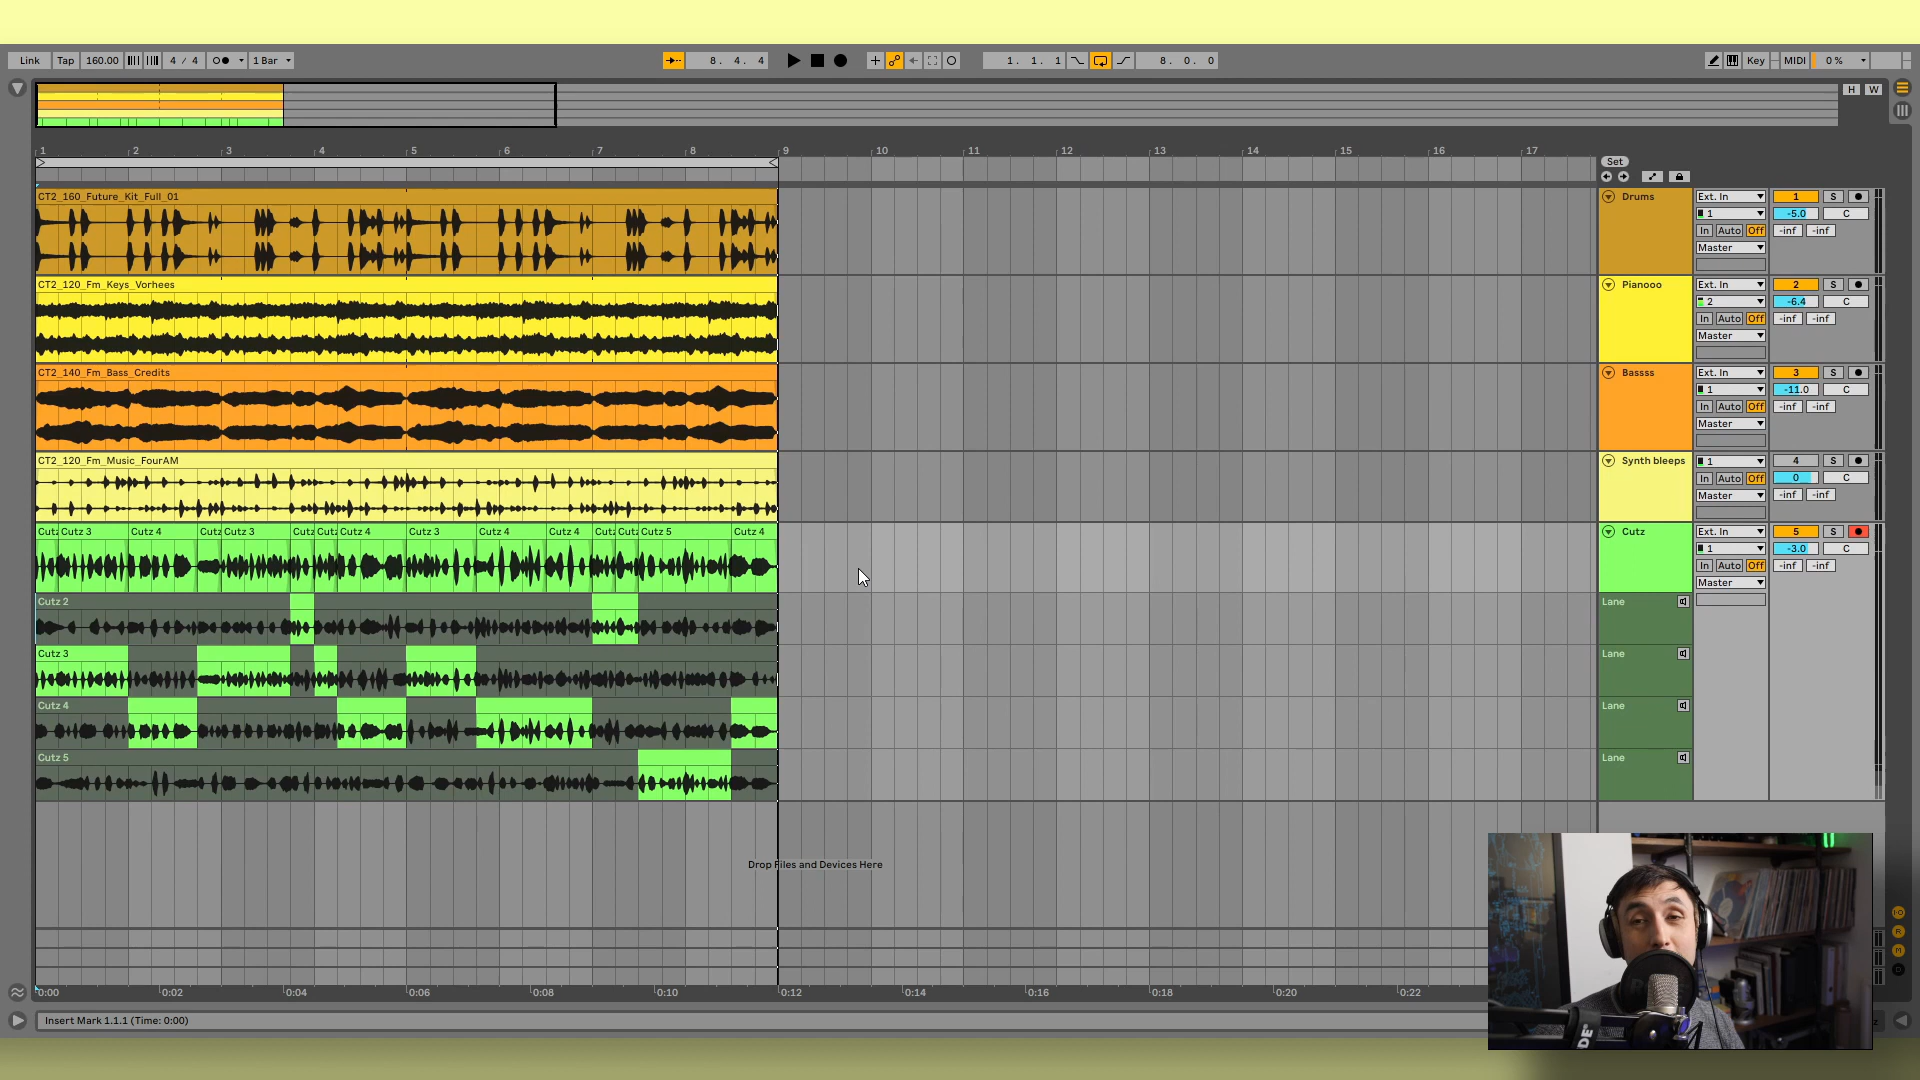 Link Tap 160.00 4 / 4 1 Bar 8. 4. 4 1. 1. 1 8. 0. 0 Key MIDI 0 %
H W
1 2 3 4 5 6 7 8 9 10 11 12 13 14 15 16 17
Set
CT2_160_Future_Kit_Full_01
Drums Ext. In 1 S
1 -5.0 C
In Auto Off -inf -inf
Master
CT2_120_Fm_Keys_Vorhees
Pianooo Ext. In 2 S
2 -6.4 C
In Auto Off -inf -inf
Master
CT2_140_Fm_Bass_Credits
Bassss Ext. In 3 S
1 -11.0 C
In Auto Off -inf -inf
Master
CT2_120_Fm_Music_FourAM
Synth bleeps 1 4 S
In Auto Off 0 C
Master -inf -inf
Cutz Cutz 3 Cutz 4 Cutz Cutz 3 Cutz Cutz Cutz 4 Cutz 3 Cutz 4 Cutz 4 Cutz Cutz Cutz 5 Cutz 4
Cutz Ext. In 5 S
1 -3.0 C
In Auto Off -inf -inf
Master
Cutz 2 Lane
Cutz 3 Lane
Cutz 4 Lane
Cutz 5 Lane
Drop Files and Devices Here
0:00 0:02 0:04 0:06 0:08 0:10 0:12 0:14 0:16 0:18 0:20 0:22
Insert Mark 1.1.1 (Time: 0:00)